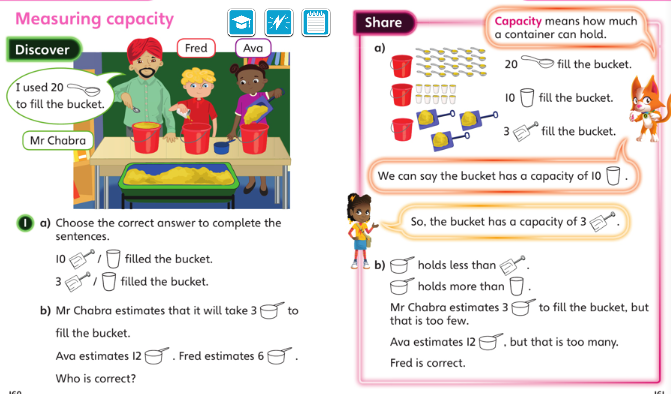 Measuring capacity
Discover
Fred
Ava
I used 20
to fill the bucket.
Mr Chabra
1 a) Choose the correct answer to complete the
sentences.
10 / filled the bucket.
3 / filled the bucket.
b) Mr Chabra estimates that it will take 3 to
fill the bucket.
Ava estimates 12 . Fred estimates 6 .
Who is correct?
Share
Capacity means how much
a container can hold.
a)
20 fill the bucket.
10 fill the bucket.
3 fill the bucket.
We can say the bucket has a capacity of 10 .
So, the bucket has a capacity of 3 .
b) holds less than .
holds more than .
Mr Chabra estimates 3 to fill the bucket, but
that is too few.
Ava estimates 12 , but that is too many.
Fred is correct.